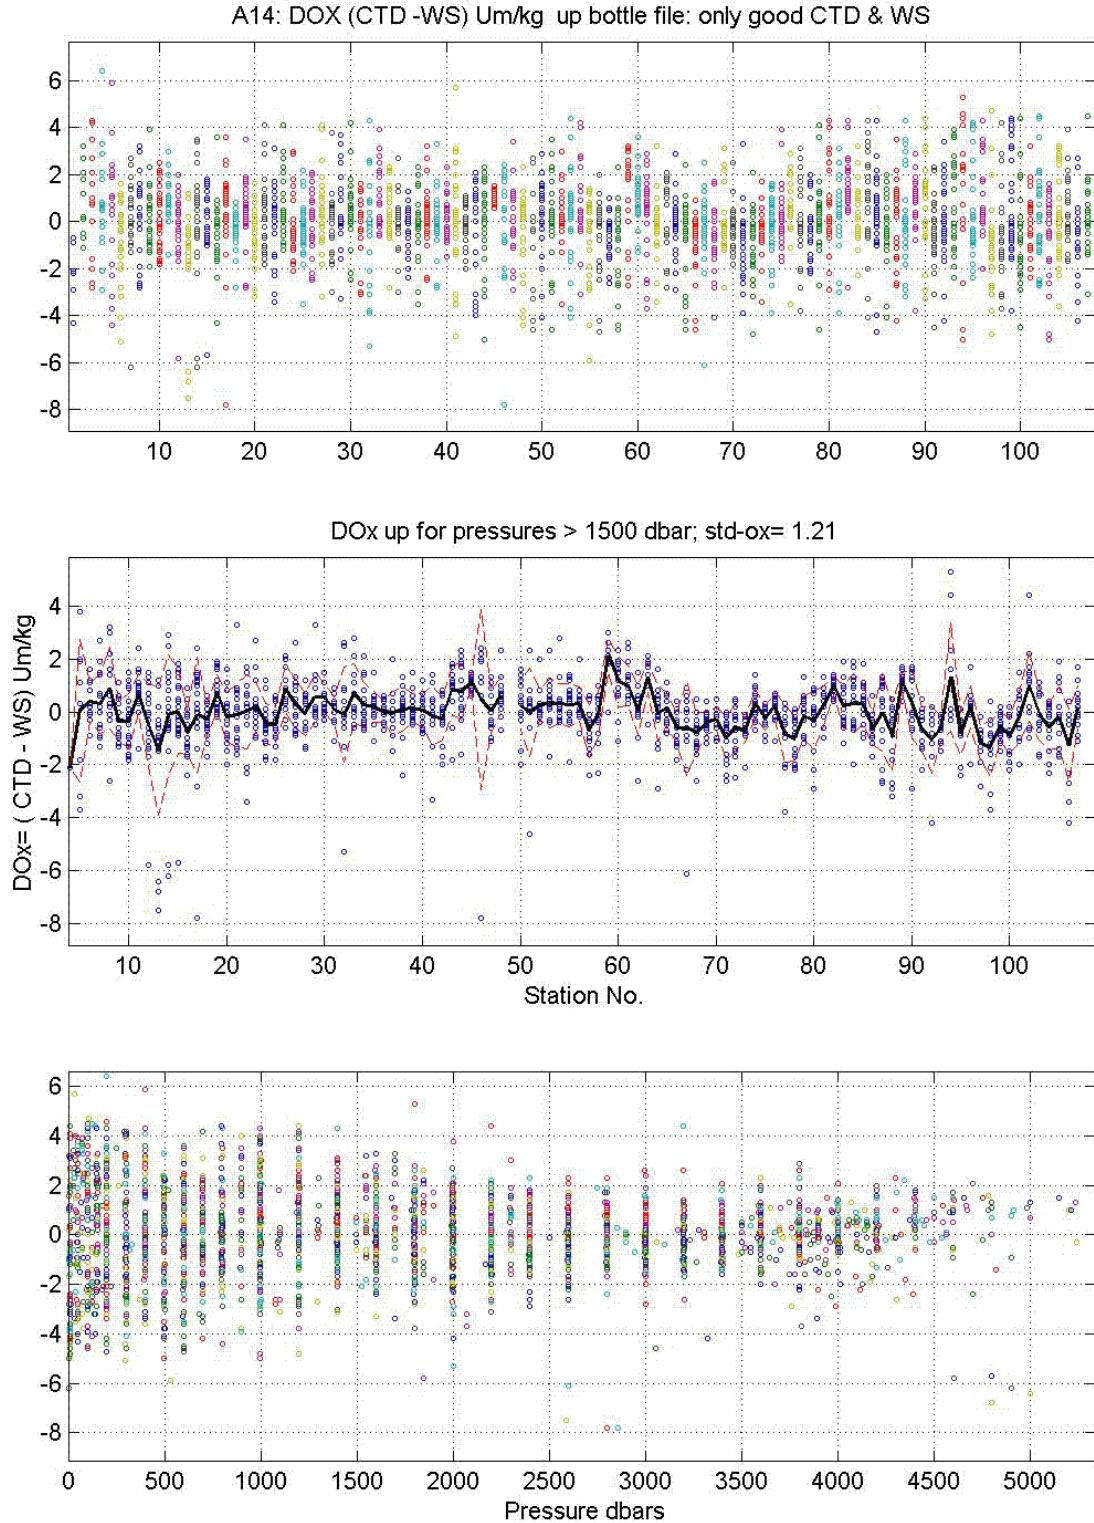 A14: DOX (CTD -WS) Um/kg  up bottle file: only good CTD & WS
6
4
2
0
-2
-4
-6
-8
10 20 30 40 50 60 70 80 90 100
DOx up for pressures > 1500 dbar; std-ox= 1.21
DOx= ( CTD - WS) Um/kg
4
2
0
-2
-4
-6
-8
10 20 30 40 50 60 70 80 90 100
Station No.
6
4
2
0
-2
-4
-6
-8
0 500 1000 1500 2000 2500 3000 3500 4000 4500 5000
Pressure dbars